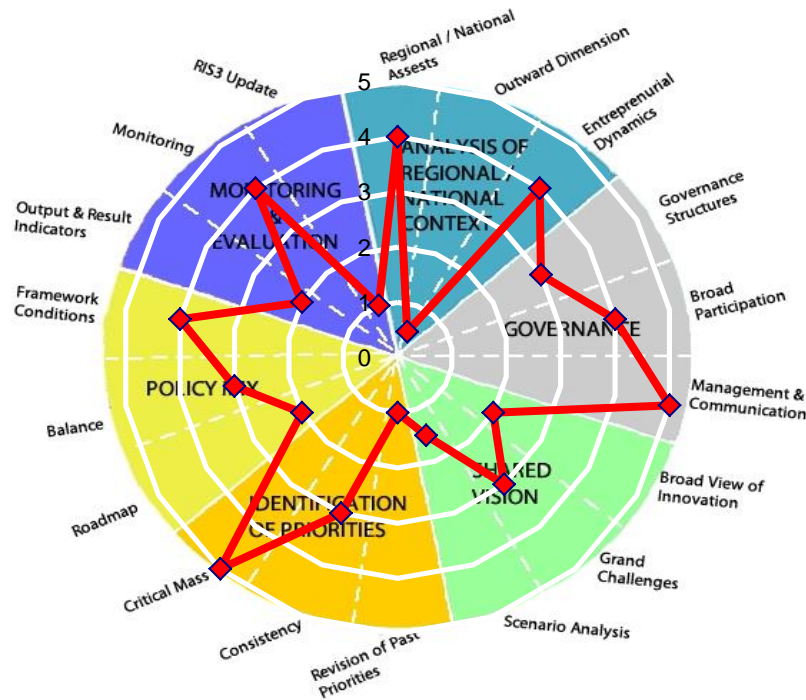 Regional / National
Assests
Outward Dimension
Entreprenurial
Dynamics
Governance
Structures
Broad
Participation
Management &
Communication
Broad View of
Innovation
Grand
Challenges
Scenario Analysis
Revision of Past
Priorities
Consistency
Critical Mass
Roadmap
Balance
Framework
Conditions
Output & Result
Indicators
Monitoring
RIS3 Update
5
4
3
2
1
0
ANALYSIS OF
REGIONAL /
NATIONAL
CONTEXT
GOVERNANCE
SHARED
VISION
IDENTIFICATION
OF PRIORITIES
POLICY MIX
MONITORING
&
EVALUATION